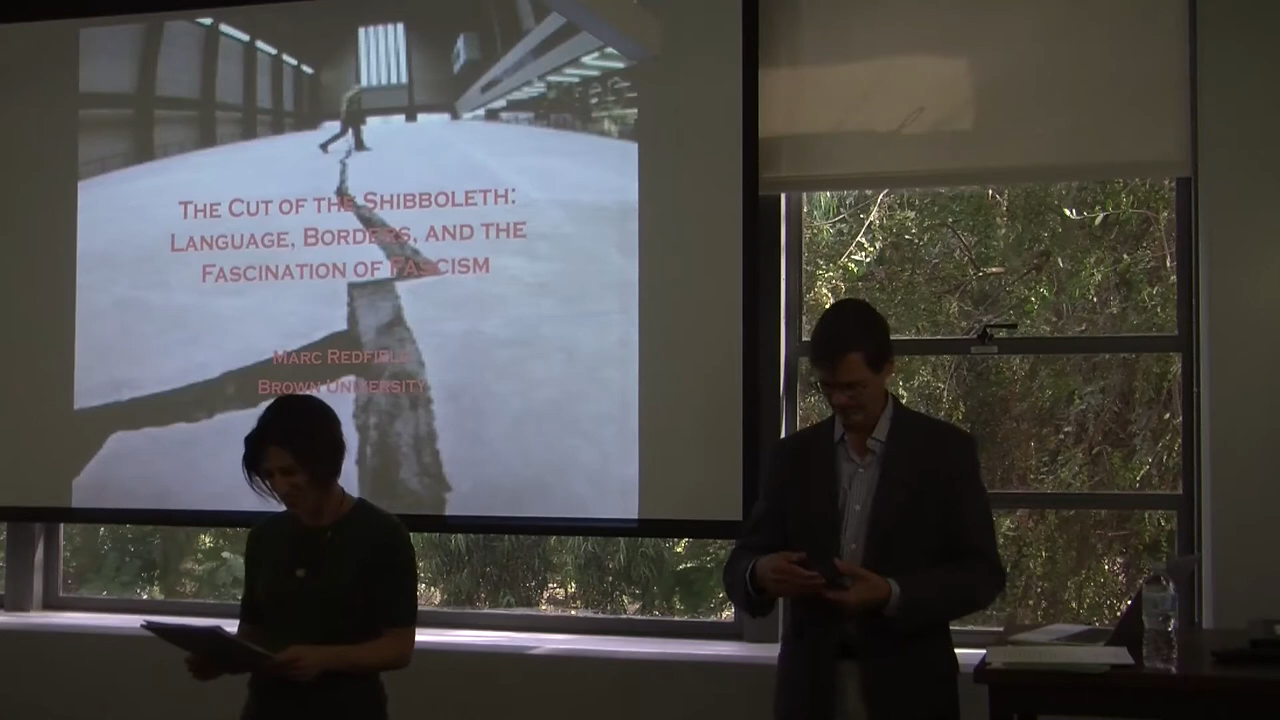 The Cut of the Shibboleth:
Language, Borders, and the
Fascination of Fascism
Marc Redfield
Brown University